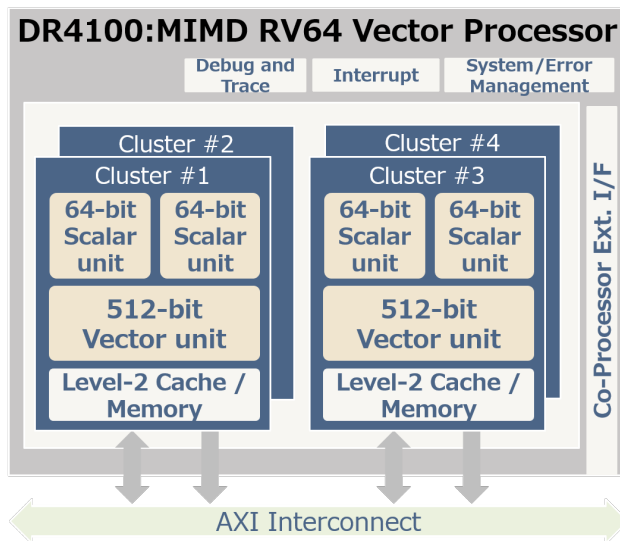 DR4100:MIMD RV64 Vector Processor
Debug and
Trace
Interrupt
System/Error
Management
Cluster #2
Cluster #1
64-bit
Scalar
unit
64-bit
Scalar
unit
512-bit
Vector unit
Level-2 Cache /
Memory
Cluster #4
Cluster #3
64-bit
Scalar
unit
64-bit
Scalar
unit
512-bit
Vector unit
Level-2 Cache /
Memory
Co-Processor Ext. I/F
AXI Interconnect